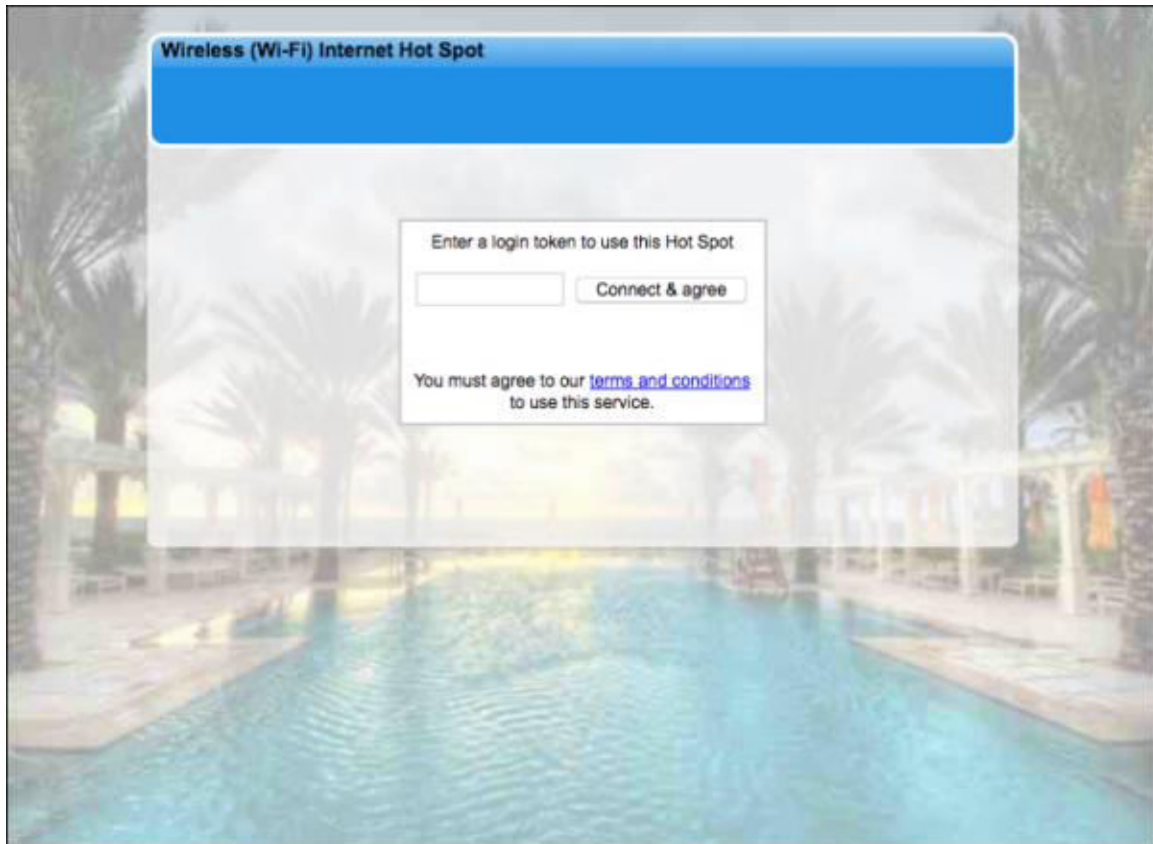 Wireless (Wi-Fi) Internet Hot Spot
Enter a login token to use this Hot Spot
Connect & agree
You must agree to our terms and conditions
to use this service.